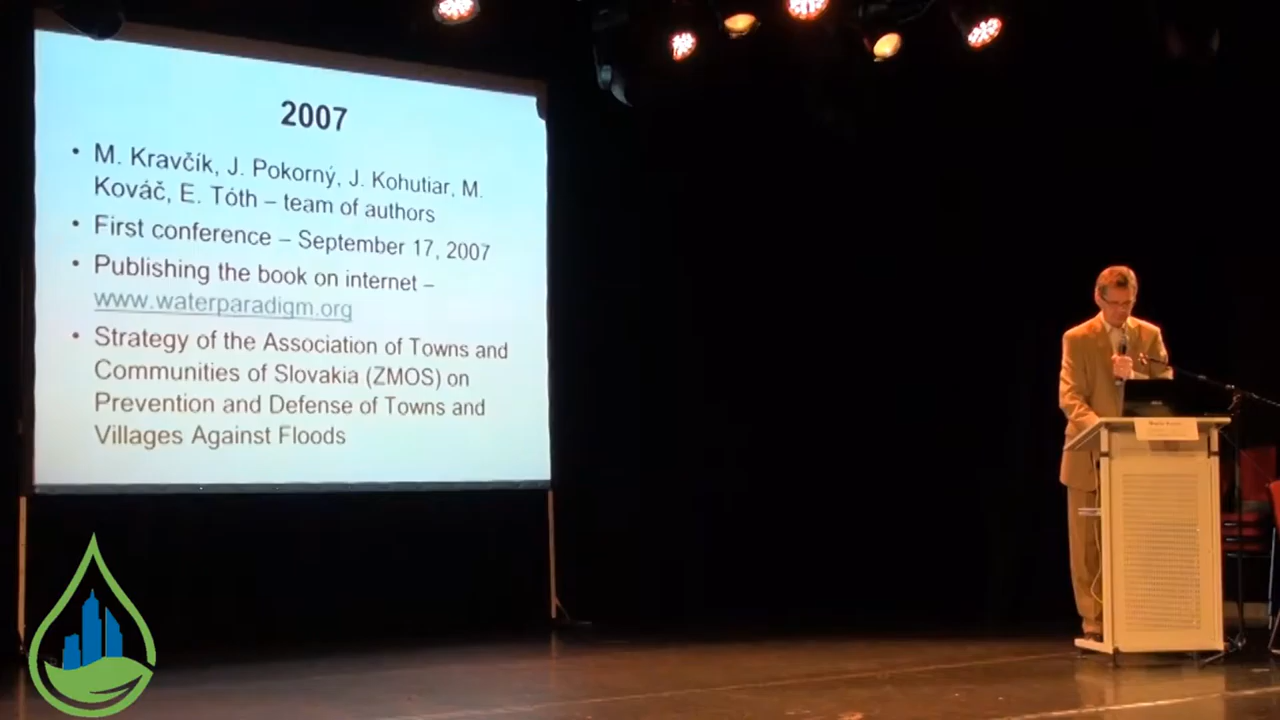 2007
• M. Kravčík, J. Pokorný, J. Kohutiar, M.
Kováč, E. Tóth – team of authors
• First conference – September 17, 2007
• Publishing the book on internet –
www.waterparadigm.org
• Strategy of the Association of Towns and
Communities of Slovakia (ZMOS) on
Prevention and Defense of Towns and
Villages Against Floods